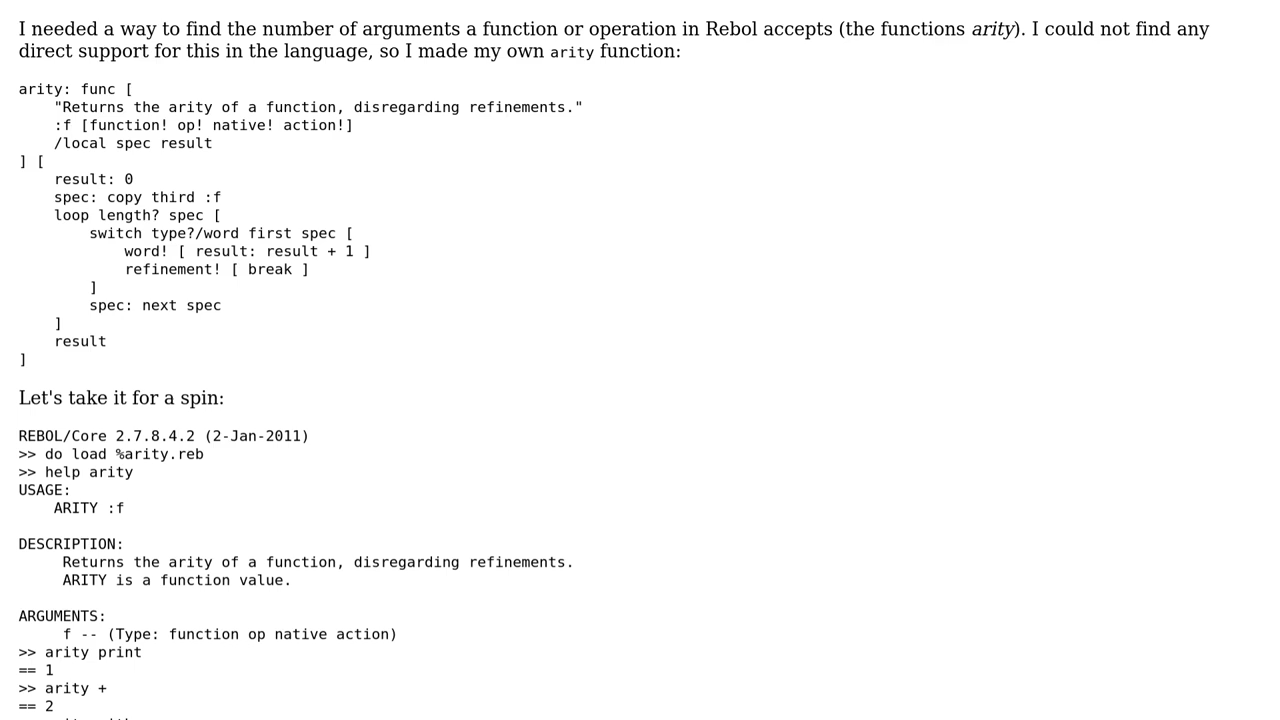 I needed a way to find the number of arguments a function or operation in Rebol accepts (the functions arity). I could not find any
direct support for this in the language, so I made my own arity function:
arity: func [
    "Returns the arity of a function, disregarding refinements."
    :f [function! op! native! action!]
    /local spec result
] [
    result: 0
    spec: copy third :f
    loop length? spec [
        switch type?/word first spec [
            word! [ result: result + 1 ]
            refinement! [ break ]
        ]
        spec: next spec
    ]
    result
]
Let's take it for a spin:
REBOL/Core 2.7.8.4.2 (2-Jan-2011)
>> do load %arity.reb
>> help arity
USAGE:
    ARITY :f
DESCRIPTION:
     Returns the arity of a function, disregarding refinements.
     ARITY is a function value.
ARGUMENTS:
     f -- (Type: function op native action)
>> arity print
== 1
>> arity +
== 2